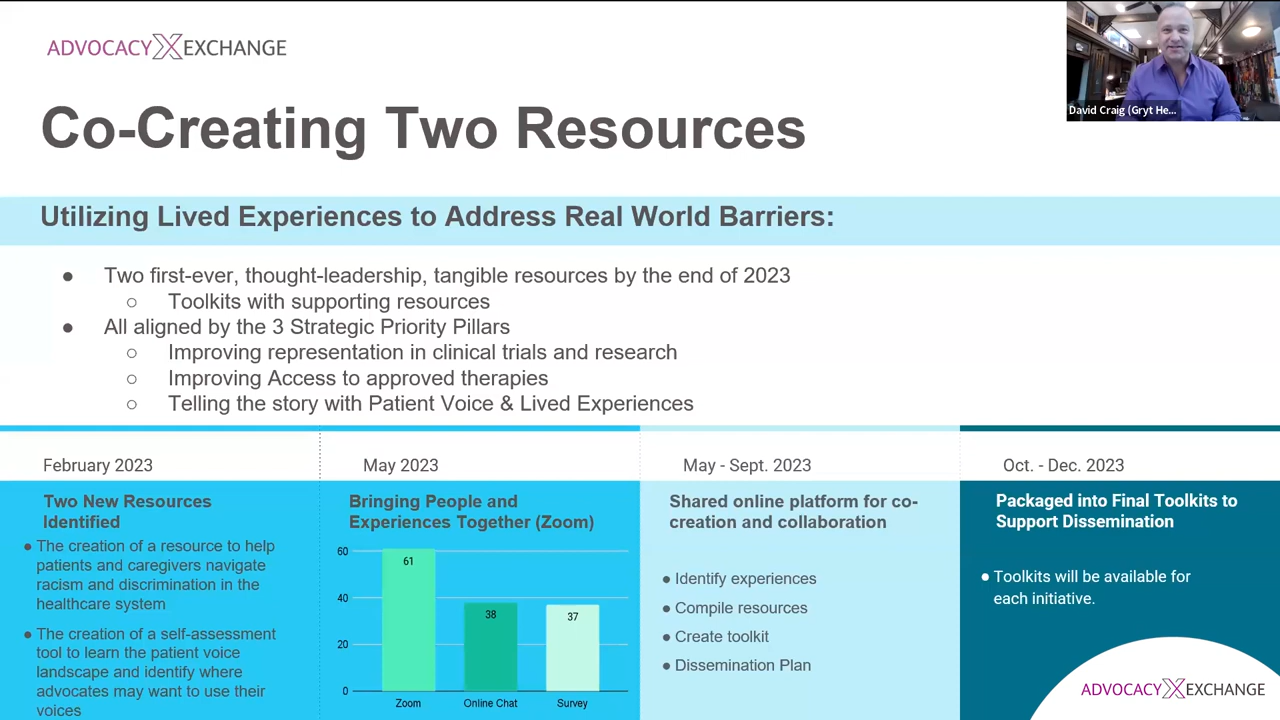 ADVOCACY EXCHANGE
David Craig (Gryt He...
Co-Creating Two Resources
Utilizing Lived Experiences to Address Real World Barriers:
● Two first-ever, thought-leadership, tangible resources by the end of 2023
○ Toolkits with supporting resources
● All aligned by the 3 Strategic Priority Pillars
○ Improving representation in clinical trials and research
○ Improving Access to approved therapies
○ Telling the story with Patient Voice & Lived Experiences
February 2023
Two New Resources
Identified
● The creation of a resource to help
patients and caregivers navigate
racism and discrimination in the
healthcare system
● The creation of a self-assessment
tool to learn the patient voice
landscape and identify where
advocates may want to use their
voices
May 2023
Bringing People and
Experiences Together (Zoom)
60
40
20
0
61
38
37
Zoom
Online Chat
Survey
May - Sept. 2023
Shared online platform for co-
creation and collaboration
● Identify experiences
● Compile resources
● Create toolkit
● Dissemination Plan
Oct. - Dec. 2023
Packaged into Final Toolkits to
Support Dissemination
● Toolkits will be available for
each initiative.
ADVOCACY EXCHANGE